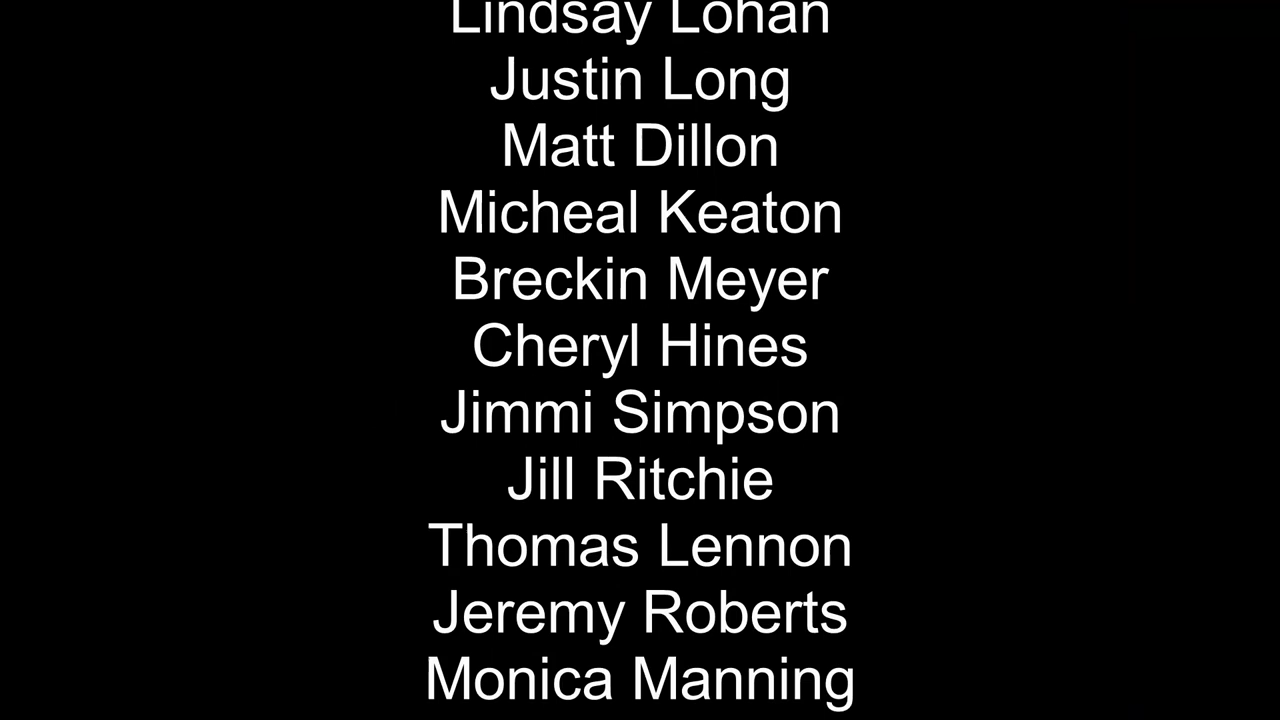 Lindsay Lohan
Justin Long
Matt Dillon
Micheal Keaton
Breckin Meyer
Cheryl Hines
Jimmi Simpson
Jill Ritchie
Thomas Lennon
Jeremy Roberts
Monica Manning